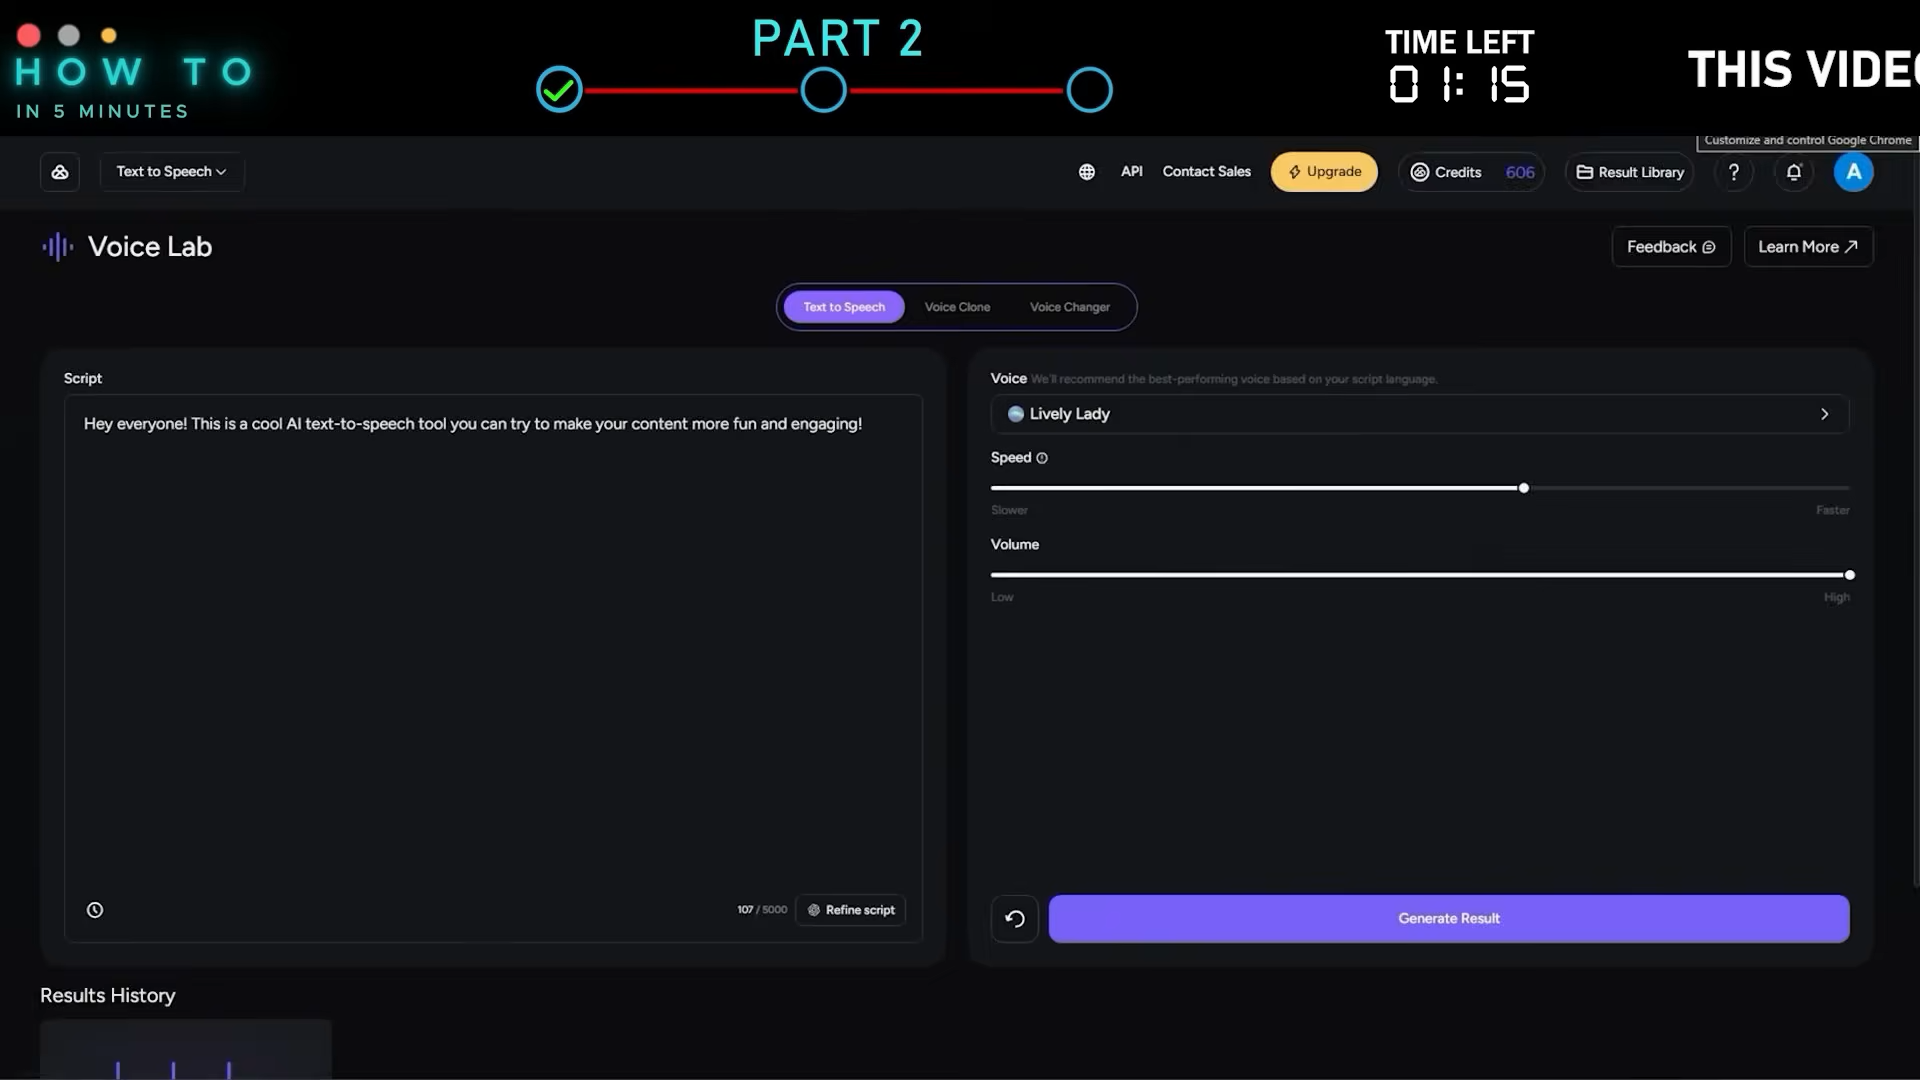 HOW TO
IN 5 MINUTES
PART 2
TIME LEFT
01:15
THIS VIDEO
Customize and control Google Chrome
Text to Speech
API
Contact Sales
Upgrade
Credits 606
Result Library
?
A
Voice Lab
Feedback
Learn More
Text to Speech
Voice Clone
Voice Changer
Script
Hey everyone! This is a cool AI text-to-speech tool you can try to make your content more fun and engaging!
107 / 5000
Refine script
Voice We'll recommend the best-performing voice based on your script language.
Lively Lady
Speed
Slower
Faster
Volume
Low
High
Generate Result
Results History